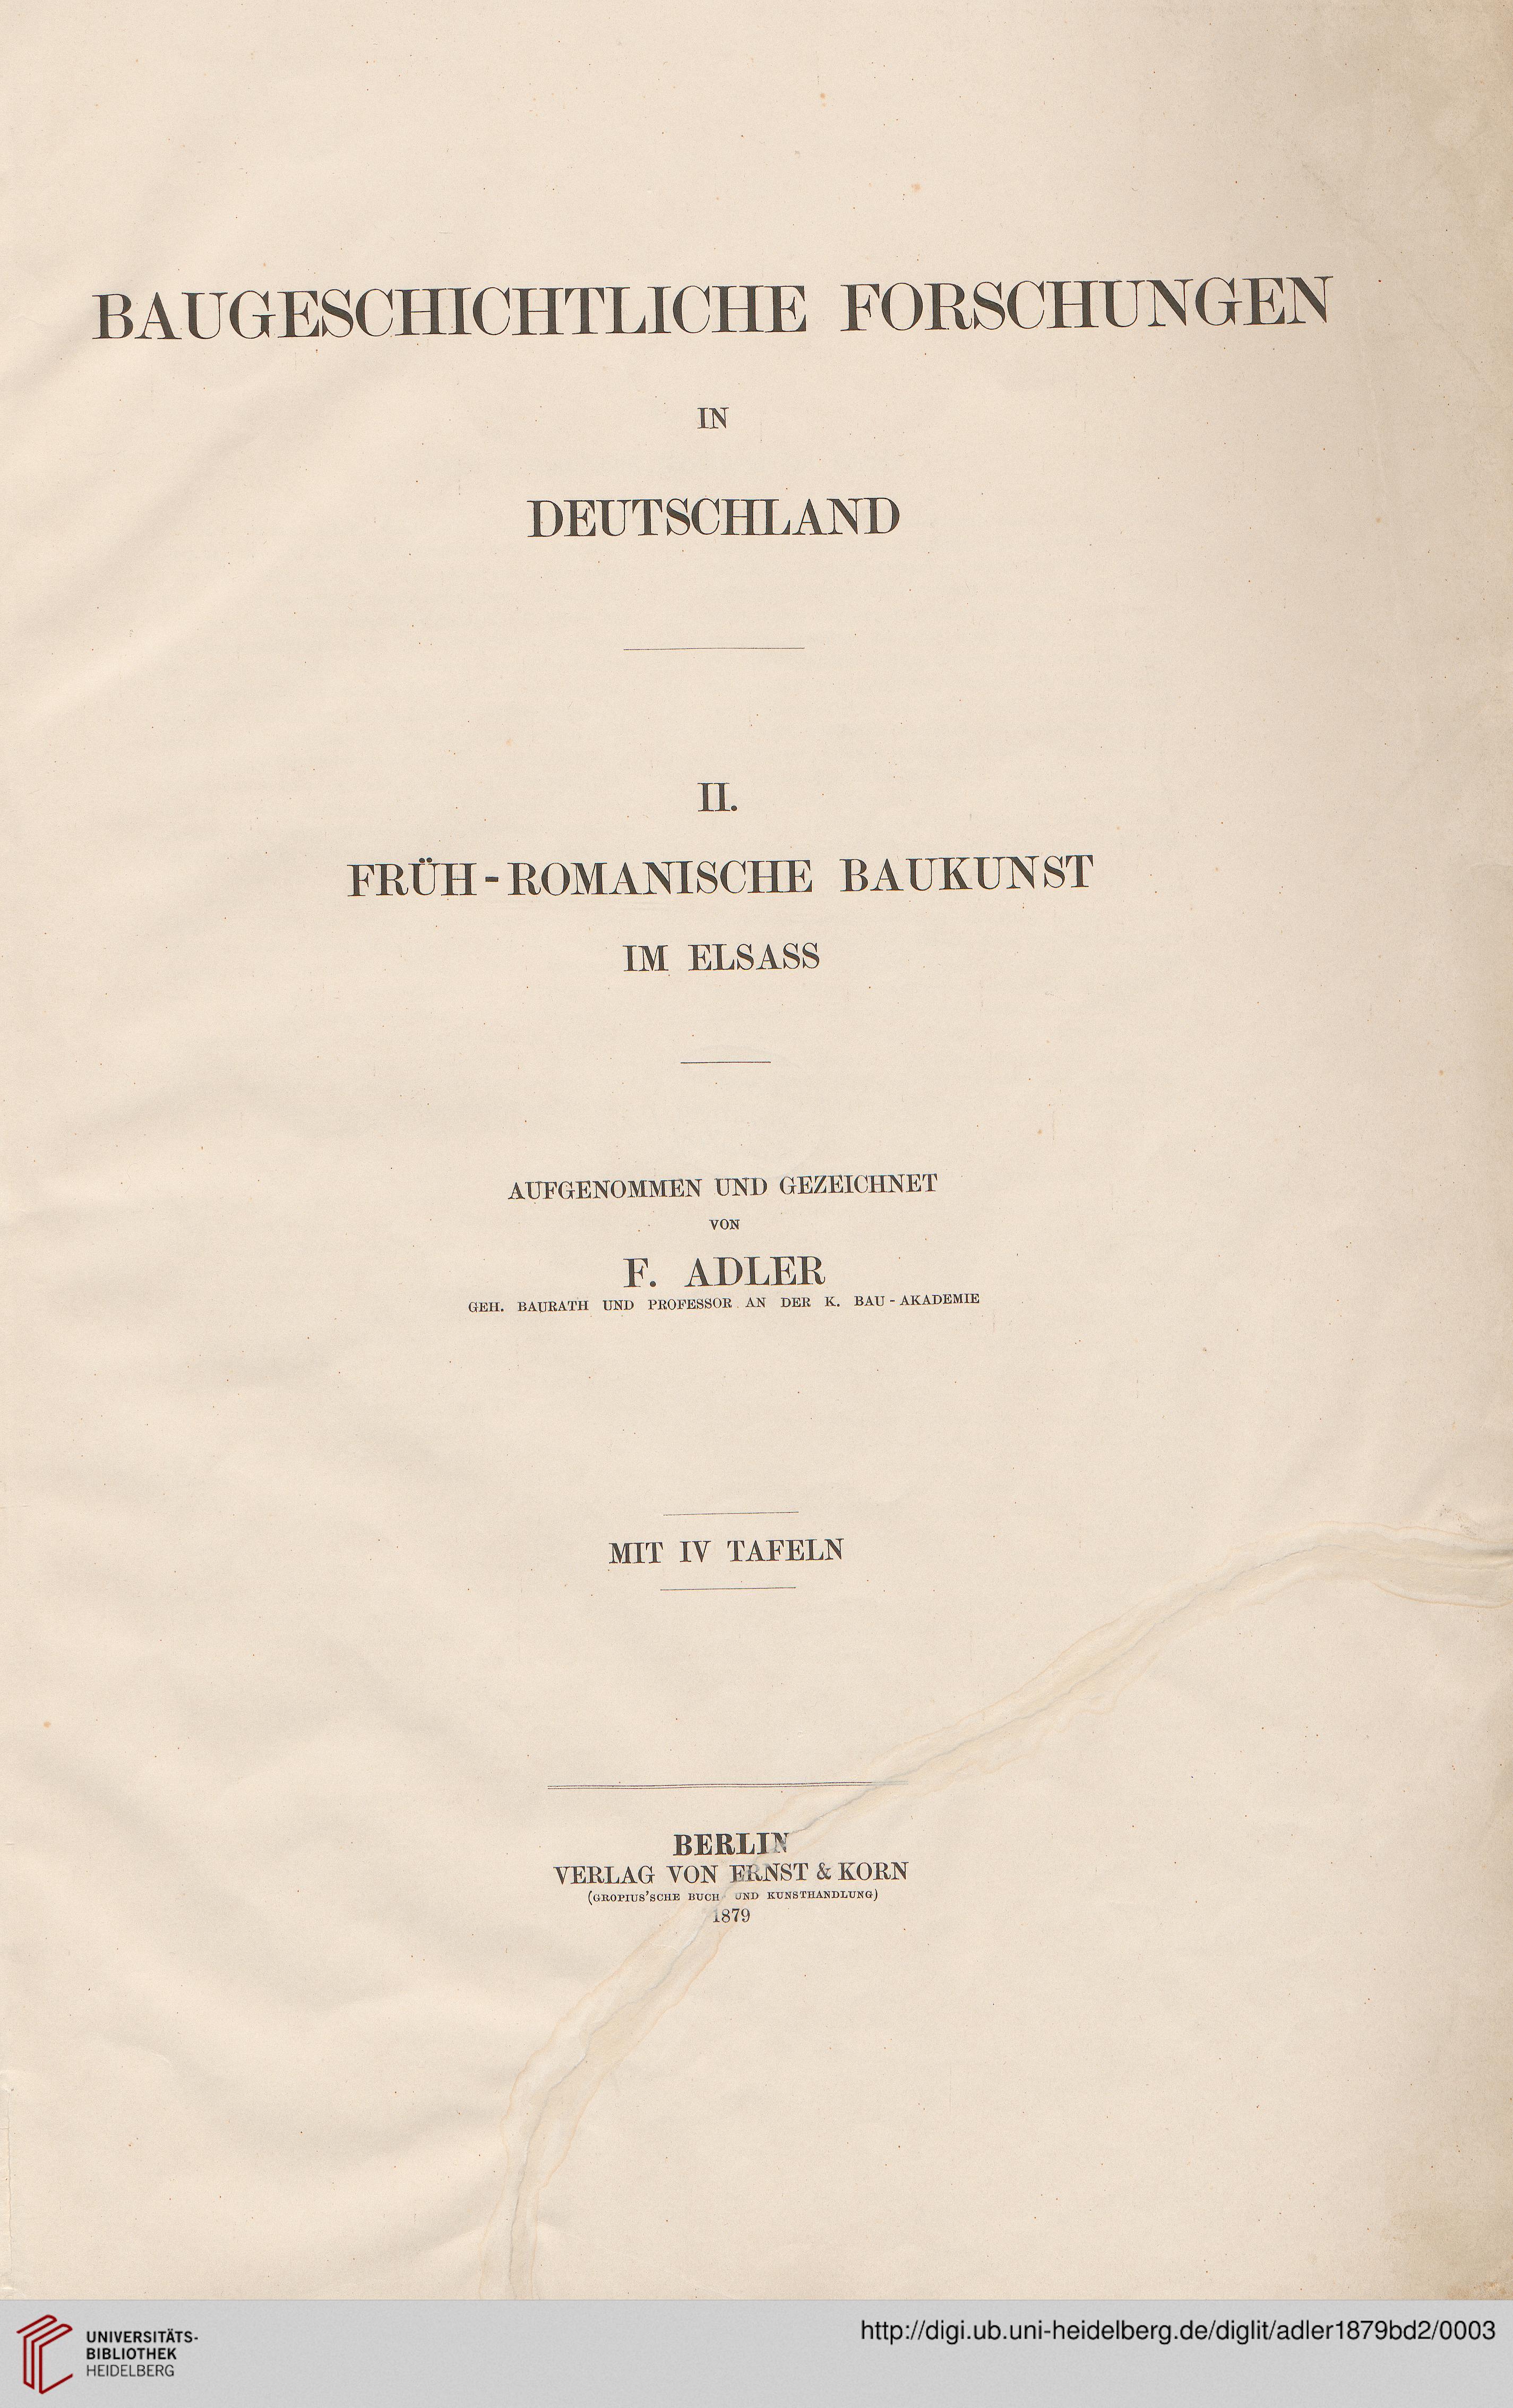 BAUGESCHICHTLICHE FORSCHUNGEN
IN
DEUTSCHLAND
II.
FRÜH-ROMANISCHE BAUKUNST
IM ELSASS
AUFGENOMMEN UND GEZEICHNET
VON
F. ADLER
GEH. BAURATH UND PROFESSOR AN DER K. BAU-AKADEMIE
MIT IV TAFELN
BERLIN
VERLAG VON ERNST & KORN
(GROPIUS'SCHE BUCH- UND KUNSTHANDLUNG)
1879
UNIVERSITÄTS-
BIBLIOTHEK
HEIDELBERG
http://digi.ub.uni-heidelberg.de/diglit/adler1879bd2/0003